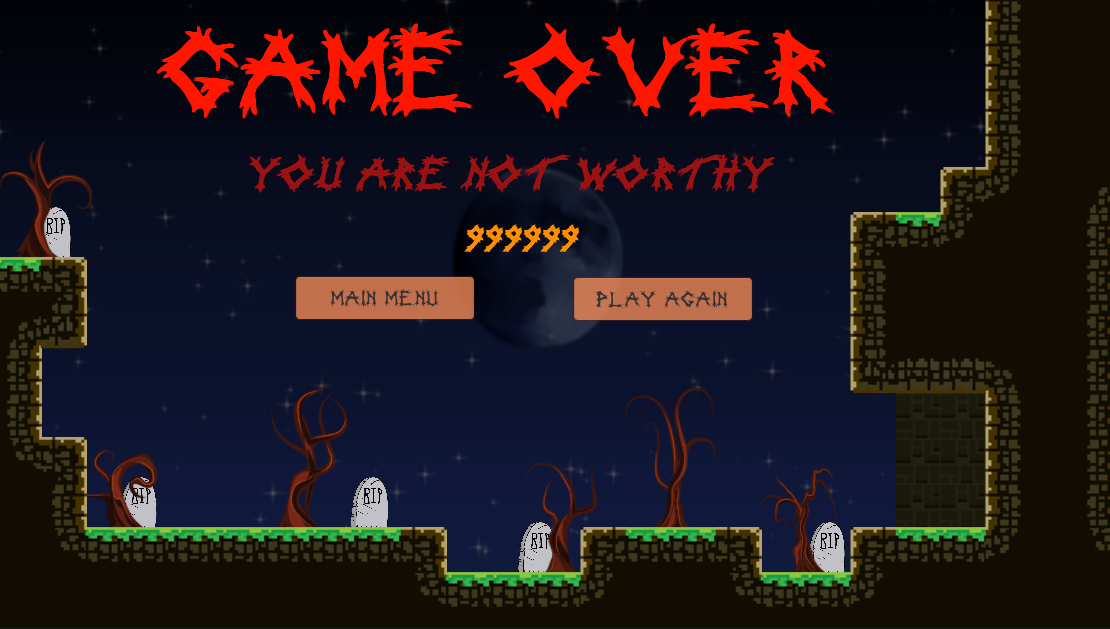 GAME OVER
YOU ARE NOT WORTHY
999999
MAIN MENU
PLAY AGAIN
RIP
RIP
RIP
RIP
RIP